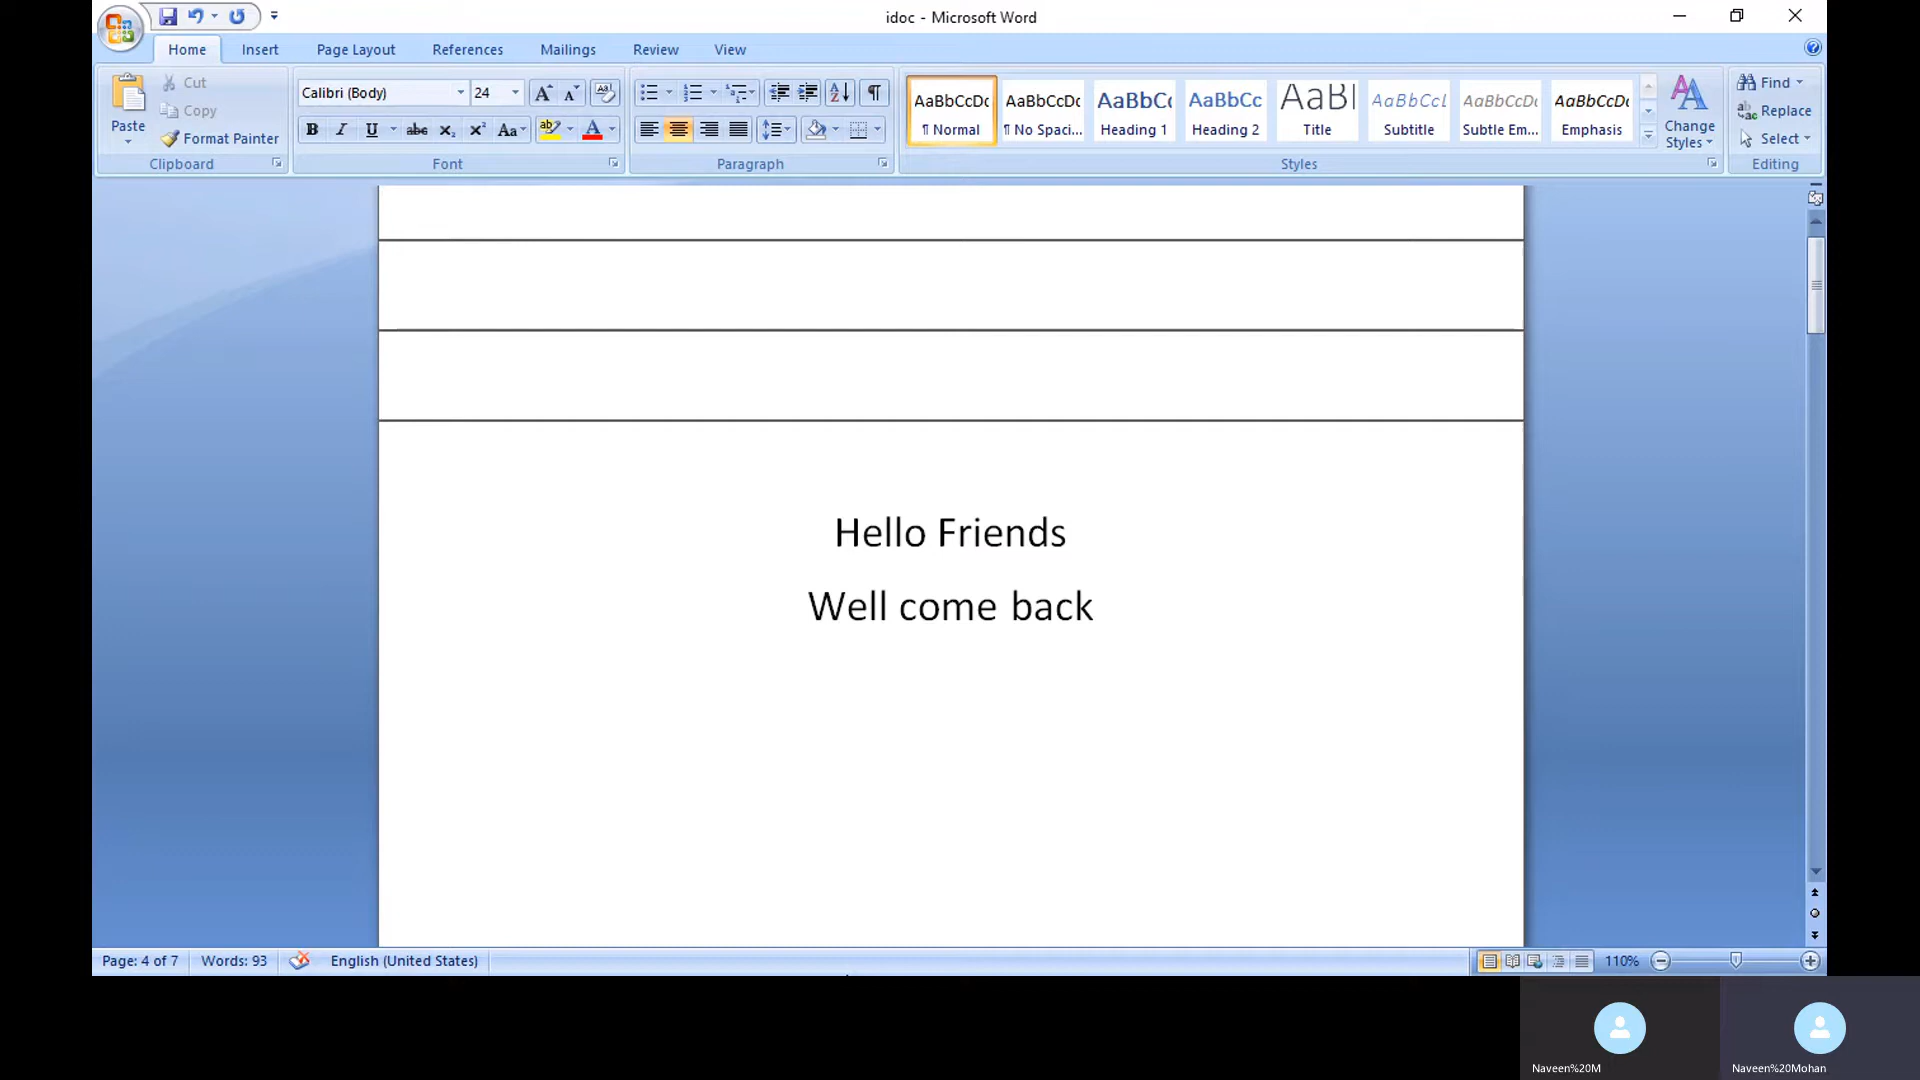 idoc - Microsoft Word
Home Insert Page Layout References Mailings Review View
Paste
Cut
Copy
Format Painter
Clipboard
Calibri (Body) 24
Font
Paragraph
AaBbCcDc AaBbCcDc AaBbCc AaBbCc AaBl AaBbCcL AaBbCcDc AaBbCcDc
¶ Normal ¶ No Spaci... Heading 1 Heading 2 Title Subtitle Subtle Em... Emphasis
Change Styles
Styles
Find
Replace
Select
Editing
Hello Friends
Well come back
Page: 4 of 7 Words: 93 English (United States) 110%
Naveen%20M Naveen%20Mohan